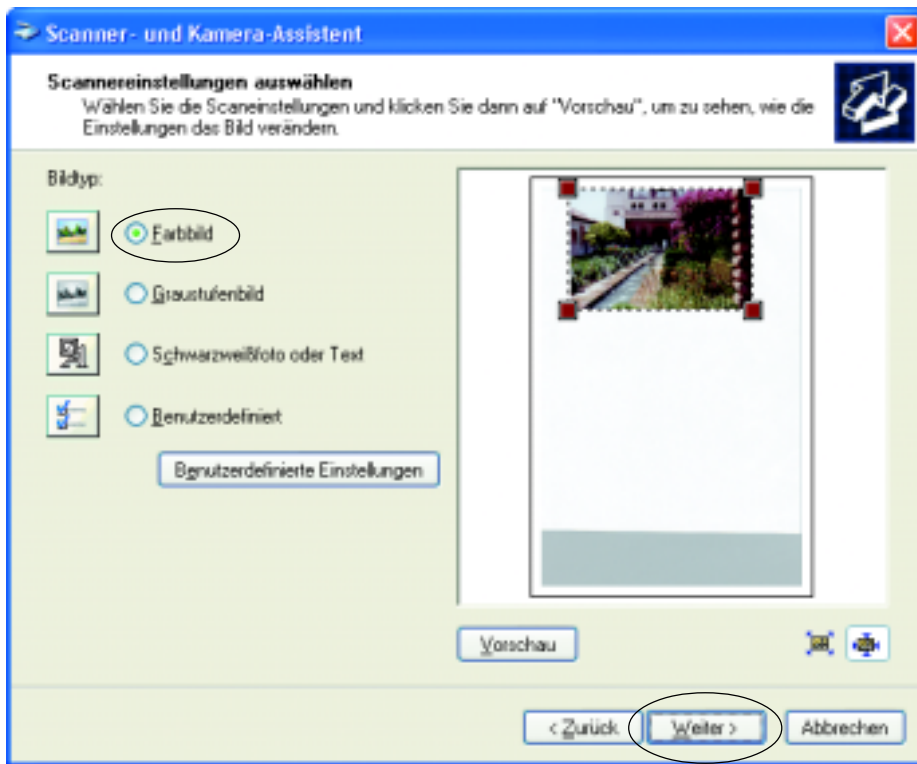 Scanner- und Kamera-Assistent
Scannereinstellungen auswählen
Wählen Sie die Scaneinstellungen und klicken Sie dann auf "Vorschau", um zu sehen, wie die
Einstellungen das Bild verändern.
Bildtyp:
Farbbild
Graustufenbild
Schwarzweißfoto oder Text
Benutzerdefiniert
Benutzerdefinierte Einstellungen
Vorschau
< Zurück
Weiter >
Abbrechen